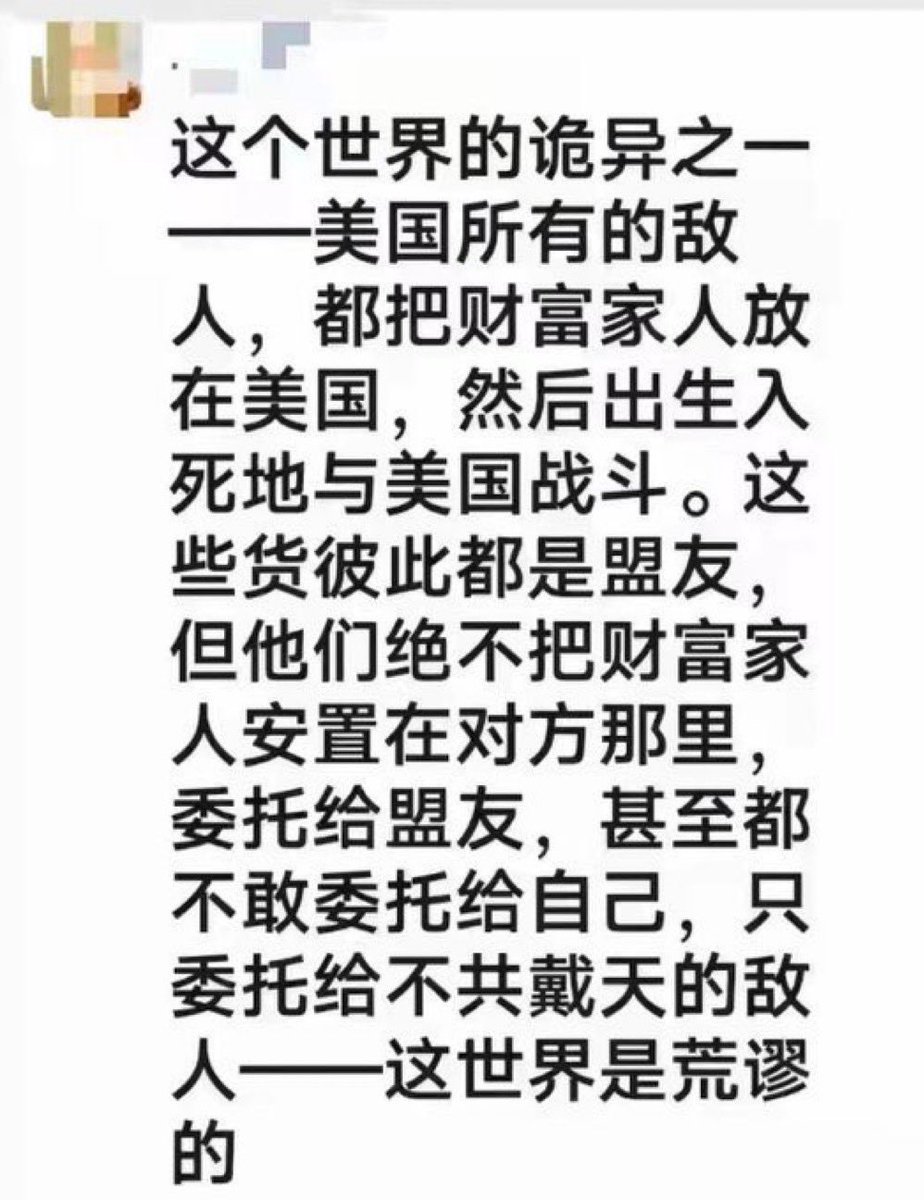 这个世界的诡异之一
——美国所有的敌
人，都把财富家人放
在美国，然后出生入
死地与美国战斗。这
些货彼此都是盟友，
但他们绝不把财富家
人安置在对方那里，
委托给盟友，甚至都
不敢委托给自己，只
委托给不共戴天的敌
人——这世界是荒谬
的